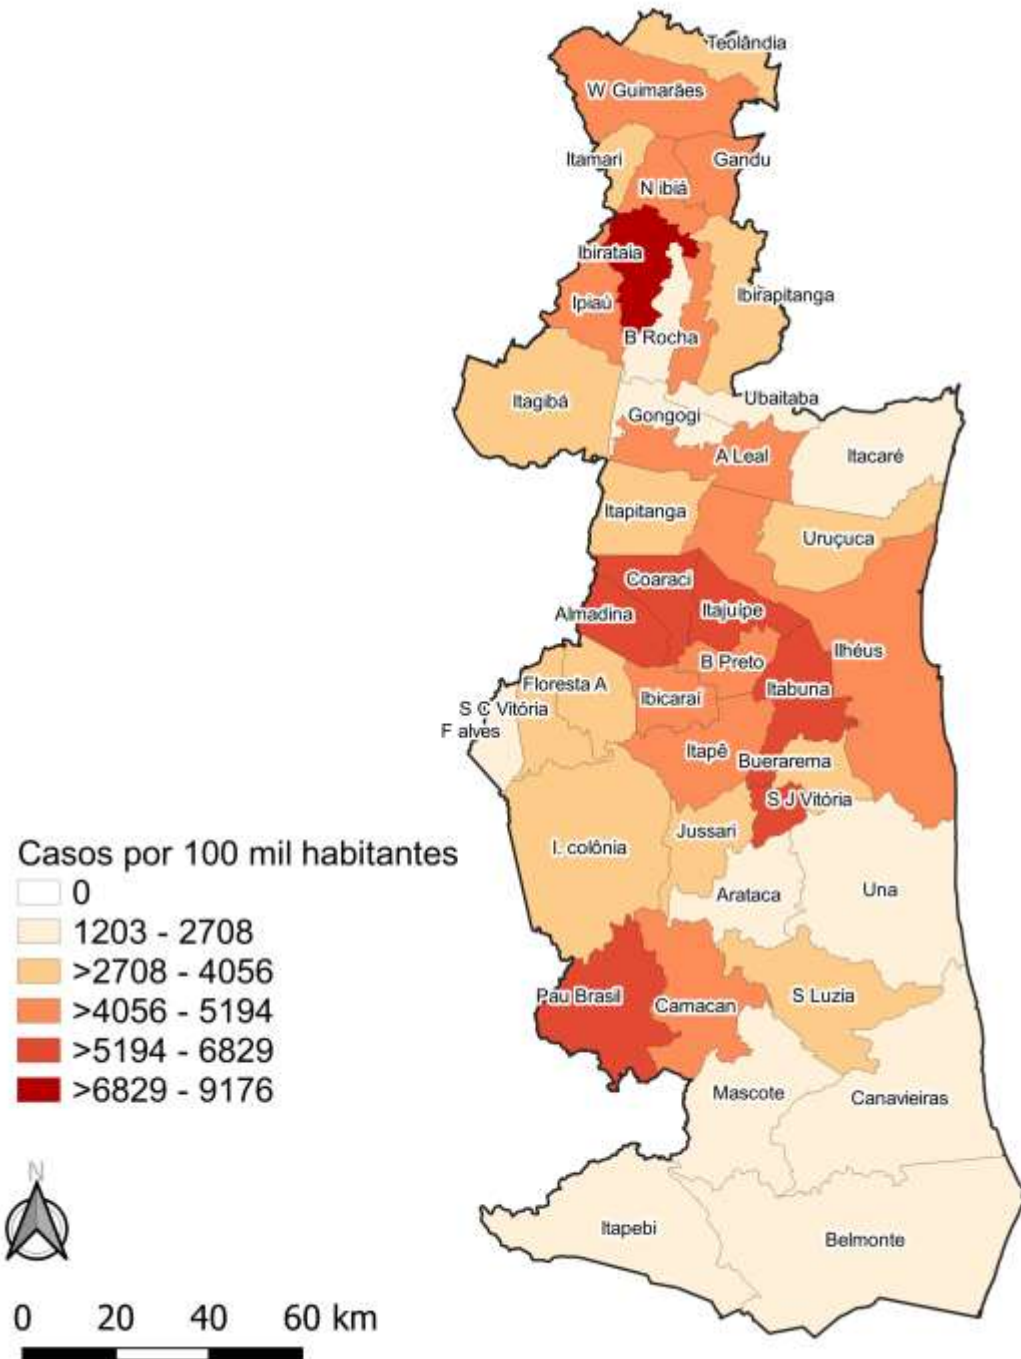 Teolândia
W Guimarães
Itamari
Gandu
N ibiá
Ibirataia
Ipiaú
Ibirapitanga
B Rocha
Itagibá
Ubaitaba
Gongogi
A Leal
Itacaré
Itapitanga
Uruçuca
Coaraci
Almadina
Itajuípe
Ilhéus
B Preto
Floresta A
Ibicaraí
Itabuna
S C Vitória
F alves
Itapê
Buerarema
S J Vitória
Jussari
I. colônia
Arataca
Una
Pau Brasil
Camacan
S Luzia
Mascote
Canavieiras
Itapebi
Belmonte
Casos por 100 mil habitantes
0
1203 - 2708
>2708 - 4056
>4056 - 5194
>5194 - 6829
>6829 - 9176
N
0 20 40 60 km